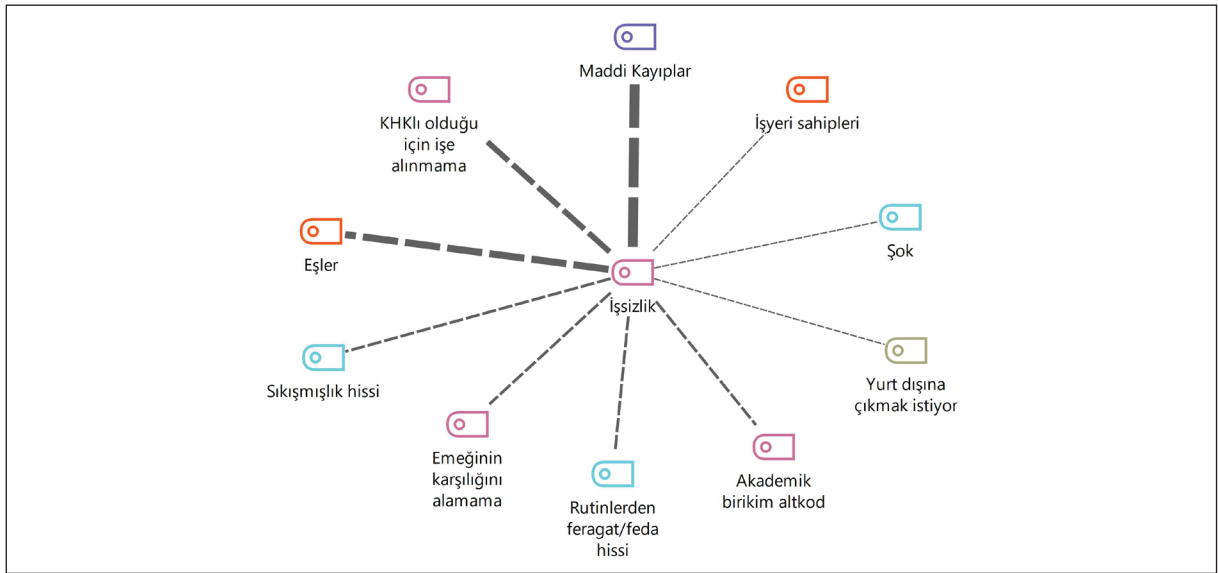 Maddi Kayıplar
KHKlı olduğu
için işe
alınmama
İşyeri sahipleri
Eşler
Şok
İşsizlik
Sıkışmışlık hissi
Yurt dışına
çıkmak istiyor
Emeğinin
karşılığını
alamama
Rutinlerden
feragat/feda
hissi
Akademik
birikim altkod